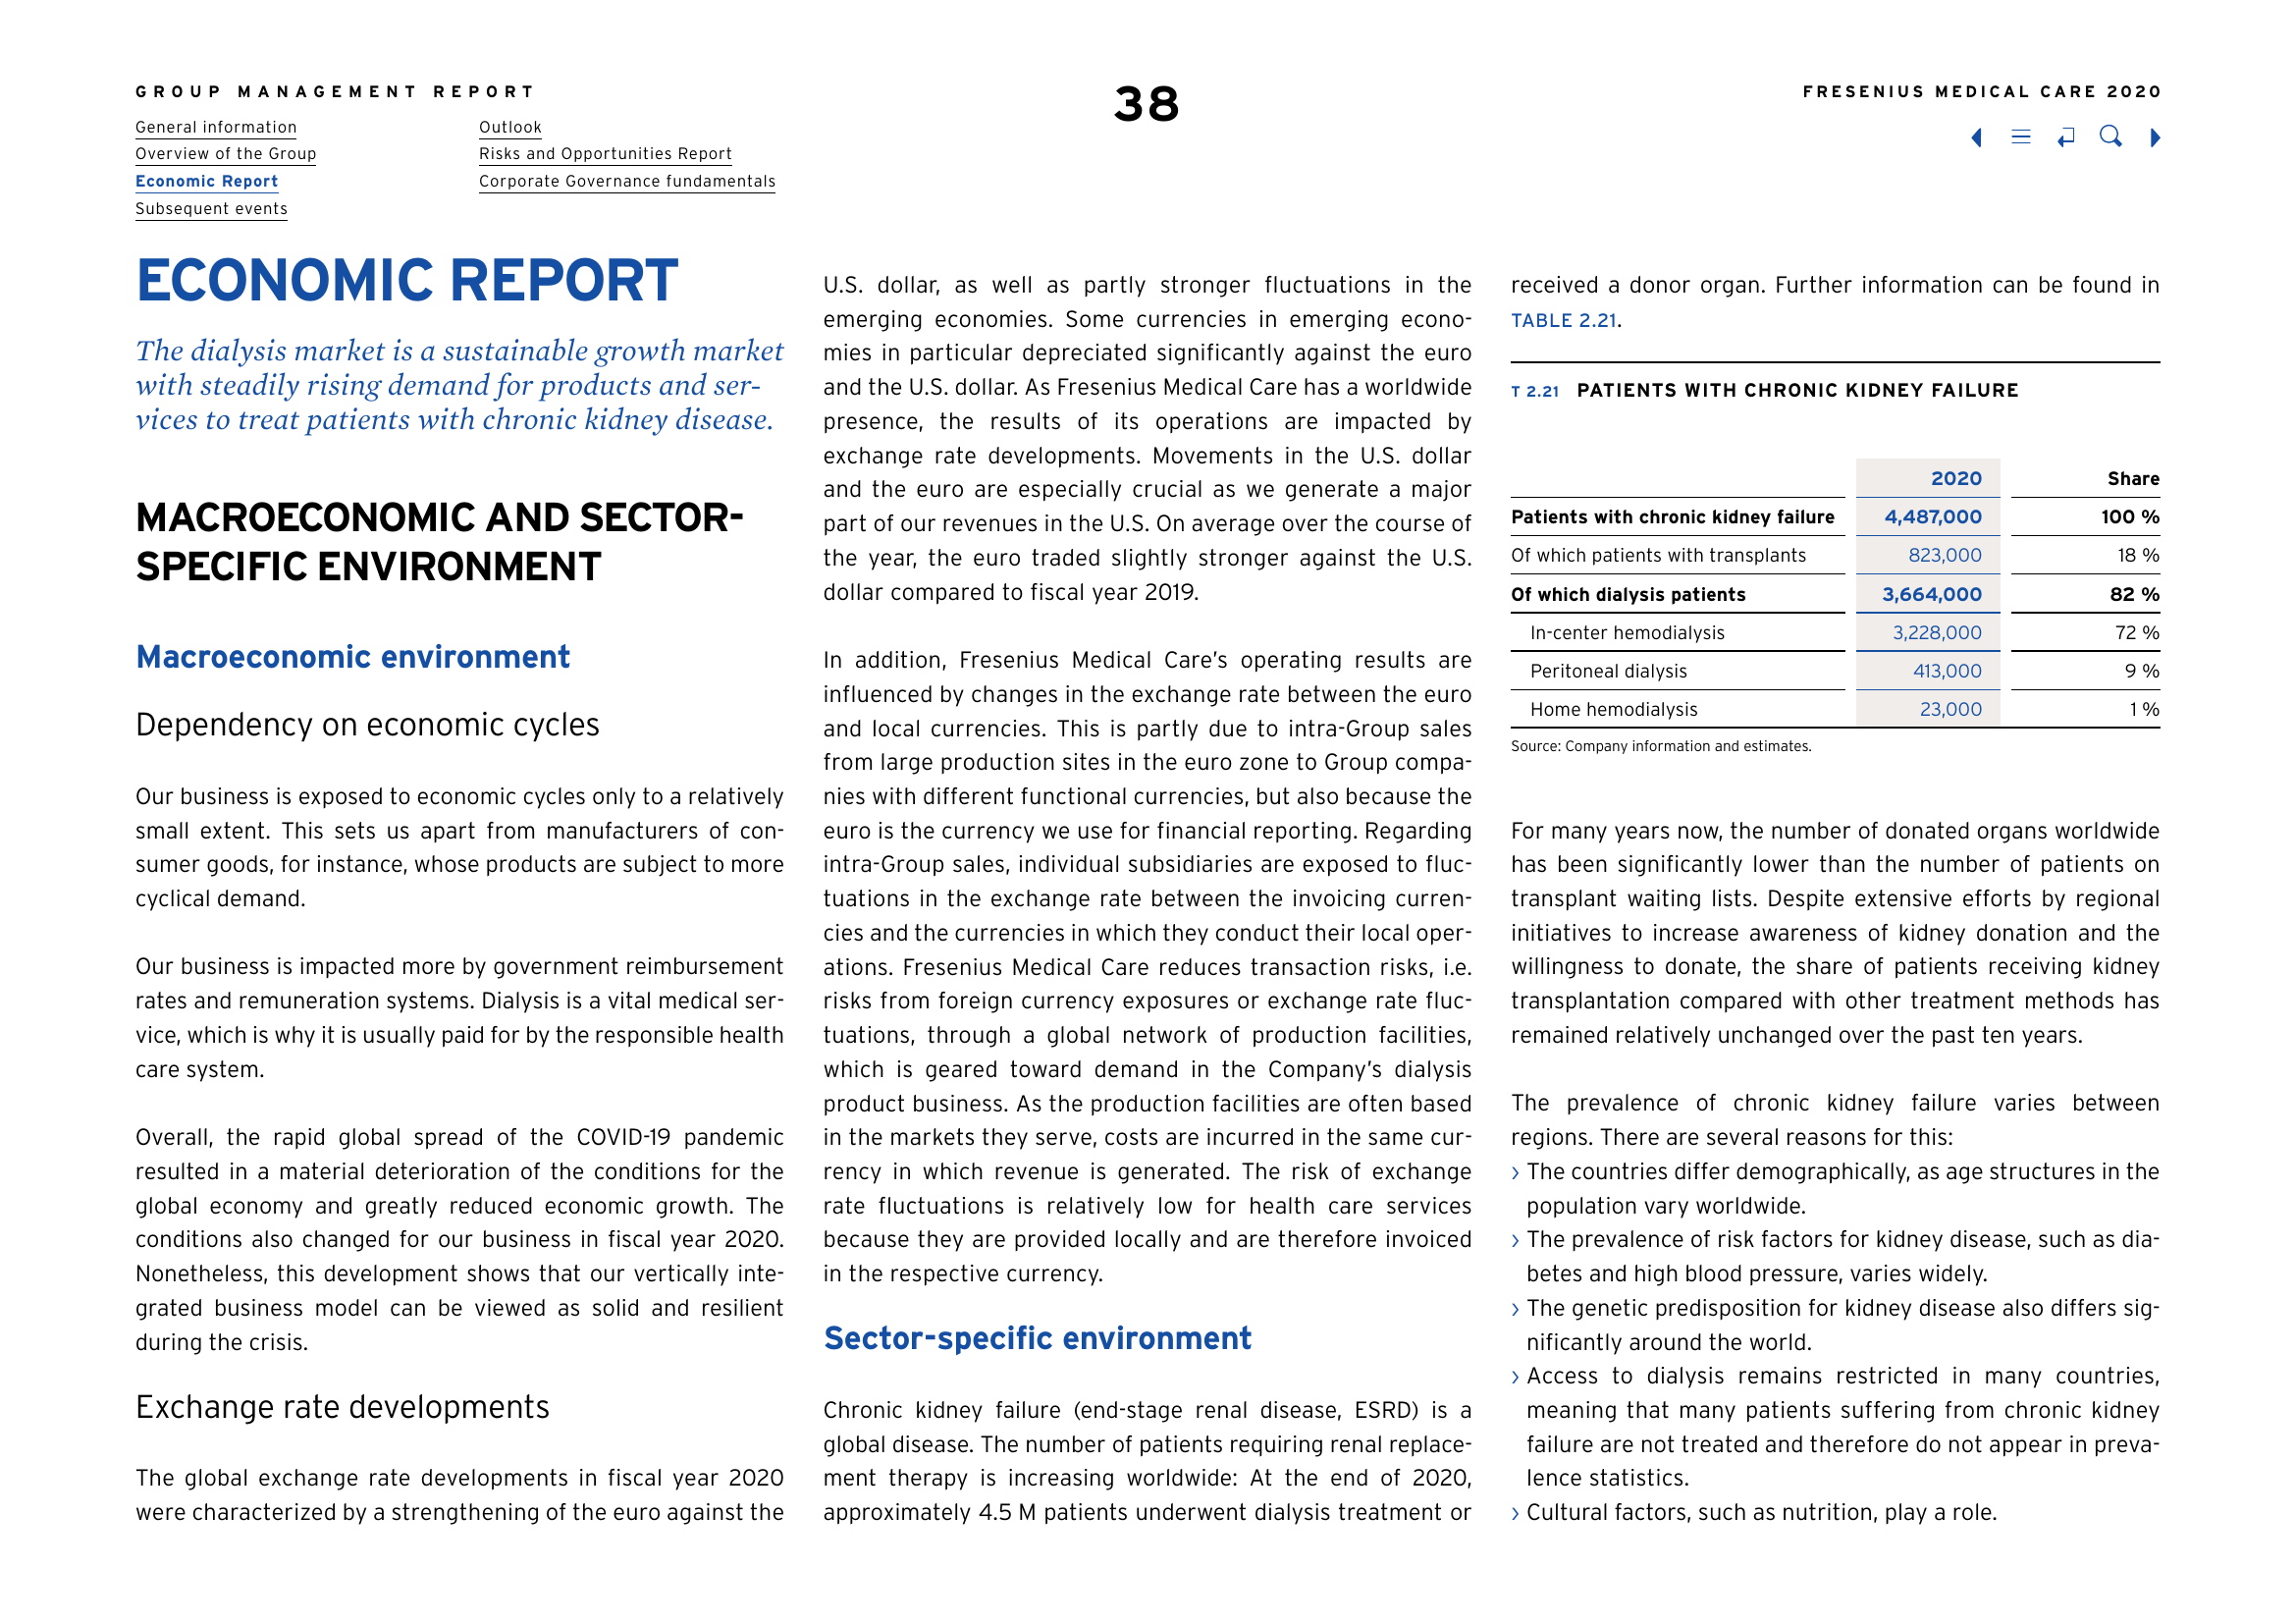 GROUP MANAGEMENT REPORT
General information
Overview of the Group
Economic Report
Subsequent events
Outlook
Risks and Opportunities Report
Corporate Governance fundamentals
38
FRESENIUS MEDICAL CARE 2020
ECONOMIC REPORT
The dialysis market is a sustainable growth market
with steadily rising demand for products and ser-
vices to treat patients with chronic kidney disease.
MACROECONOMIC AND SECTOR-
SPECIFIC ENVIRONMENT
Macroeconomic environment
Dependency on economic cycles
Our business is exposed to economic cycles only to a relatively
small extent. This sets us apart from manufacturers of con-
sumer goods, for instance, whose products are subject to more
cyclical demand.
Our business is impacted more by government reimbursement
rates and remuneration systems. Dialysis is a vital medical ser-
vice, which is why it is usually paid for by the responsible health
care system.
Overall, the rapid global spread of the COVID-19 pandemic
resulted in a material deterioration of the conditions for the
global economy and greatly reduced economic growth. The
conditions also changed for our business in fiscal year 2020.
Nonetheless, this development shows that our vertically inte-
grated business model can be viewed as solid and resilient
during the crisis.
Exchange rate developments
The global exchange rate developments in fiscal year 2020
were characterized by a strengthening of the euro against the
U.S. dollar, as well as partly stronger fluctuations in the
emerging economies. Some currencies in emerging econo-
mies in particular depreciated significantly against the euro
and the U.S. dollar. As Fresenius Medical Care has a worldwide
presence, the results of its operations are impacted by
exchange rate developments. Movements in the U.S. dollar
and the euro are especially crucial as we generate a major
part of our revenues in the U.S. On average over the course of
the year, the euro traded slightly stronger against the U.S.
dollar compared to fiscal year 2019.
In addition, Fresenius Medical Care's operating results are
influenced by changes in the exchange rate between the euro
and local currencies. This is partly due to intra-Group sales
from large production sites in the euro zone to Group compa-
nies with different functional currencies, but also because the
euro is the currency we use for financial reporting. Regarding
intra-Group sales, individual subsidiaries are exposed to fluc-
tuations in the exchange rate between the invoicing curren-
cies and the currencies in which they conduct their local oper-
ations. Fresenius Medical Care reduces transaction risks, i.e.
risks from foreign currency exposures or exchange rate fluc-
tuations, through a global network of production facilities,
which is geared toward demand in the Company's dialysis
product business. As the production facilities are often based
in the markets they serve, costs are incurred in the same cur-
rency in which revenue is generated. The risk of exchange
rate fluctuations is relatively low for health care services
because they are provided locally and are therefore invoiced
in the respective currency.
Sector-specific environment
Chronic kidney failure (end-stage renal disease, ESRD) is a
global disease. The number of patients requiring renal replace-
ment therapy is increasing worldwide: At the end of 2020,
approximately 4.5 M patients underwent dialysis treatment or
received a donor organ. Further information can be found in
TABLE 2.21.
T 2.21 PATIENTS WITH CHRONIC KIDNEY FAILURE
2020 Share
Patients with chronic kidney failure 4,487,000 100 %
Of which patients with transplants 823,000 18 %
Of which dialysis patients 3,664,000 82 %
In-center hemodialysis 3,228,000 72 %
Peritoneal dialysis 413,000 9 %
Home hemodialysis 23,000 1 %
Source: Company information and estimates.
For many years now, the number of donated organs worldwide
has been significantly lower than the number of patients on
transplant waiting lists. Despite extensive efforts by regional
initiatives to increase awareness of kidney donation and the
willingness to donate, the share of patients receiving kidney
transplantation compared with other treatment methods has
remained relatively unchanged over the past ten years.
The prevalence of chronic kidney failure varies between
regions. There are several reasons for this:
› The countries differ demographically, as age structures in the
population vary worldwide.
› The prevalence of risk factors for kidney disease, such as dia-
betes and high blood pressure, varies widely.
› The genetic predisposition for kidney disease also differs sig-
nificantly around the world.
› Access to dialysis remains restricted in many countries,
meaning that many patients suffering from chronic kidney
failure are not treated and therefore do not appear in preva-
lence statistics.
› Cultural factors, such as nutrition, play a role.